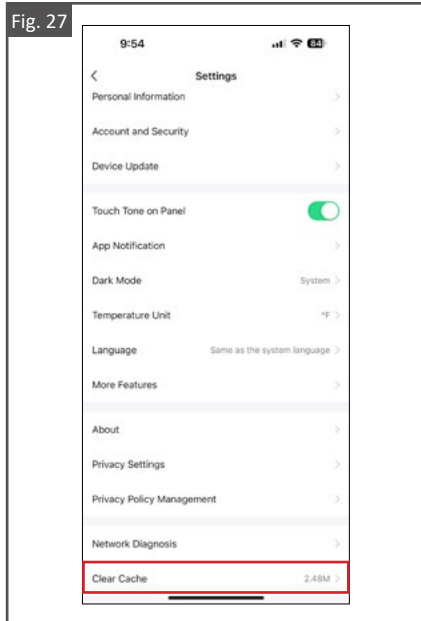 Fig. 27
9:54
84
Settings
Personal Information
Account and Security
Device Update
Touch Tone on Panel
App Notification
Dark Mode System
Temperature Unit °F
Language Same as the system language
More Features
About
Privacy Settings
Privacy Policy Management
Network Diagnosis
Clear Cache 2.48M